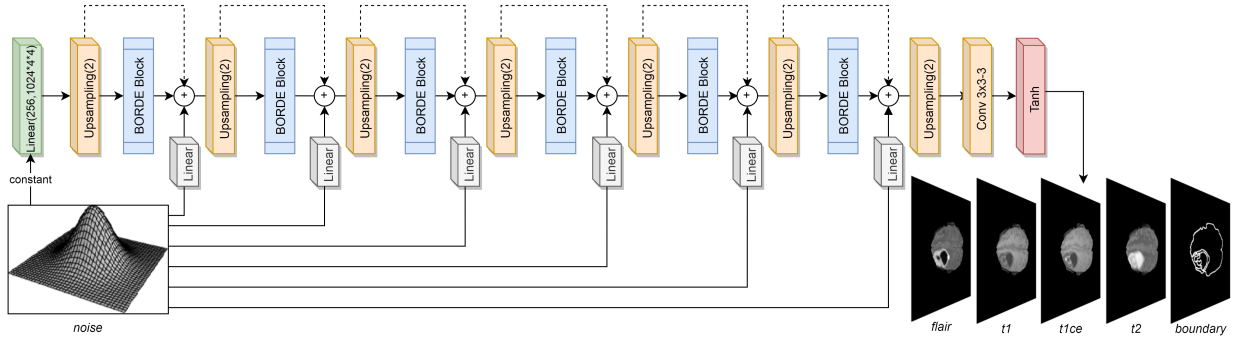 Linear(256,1024*4*4)
Upsampling(2)
BORDE Block
+
Upsampling(2)
BORDE Block
+
Upsampling(2)
BORDE Block
+
Upsampling(2)
BORDE Block
+
Upsampling(2)
BORDE Block
+
Upsampling(2)
BORDE Block
+
Upsampling(2)
Conv 3x3-3
Tanh
Linear
Linear
Linear
Linear
Linear
Linear
constant
noise
flair
t1
t1ce
t2
boundary